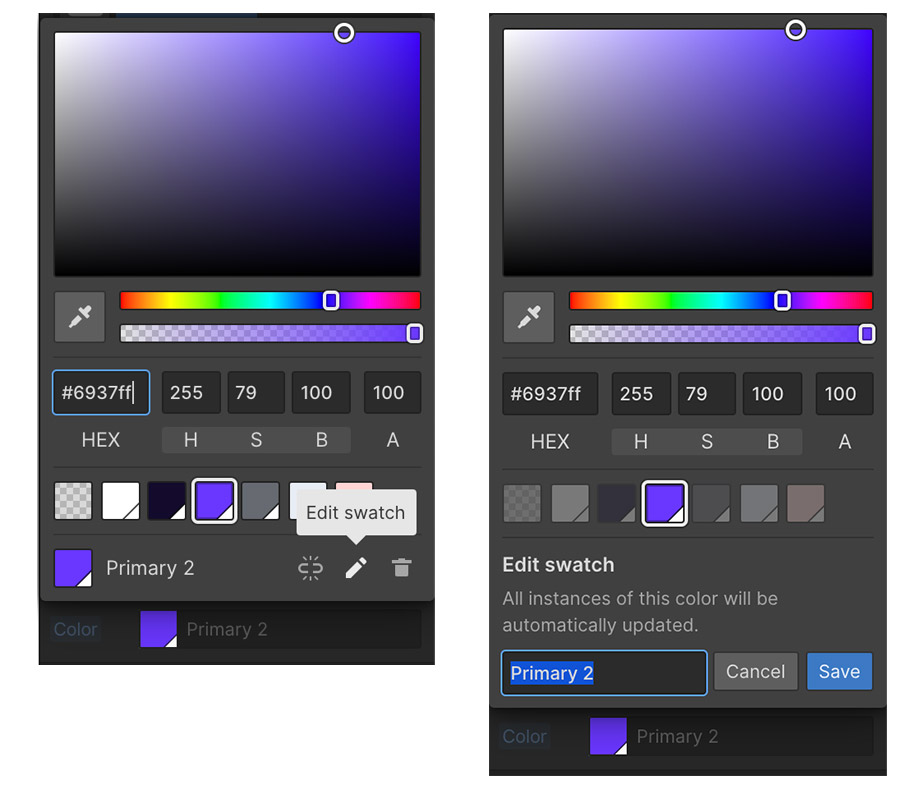 #6937ff 255 79 100 100
HEX H S B A
Edit swatch
Primary 2
Color Primary 2
#6937ff 255 79 100 100
HEX H S B A
Edit swatch
All instances of this color will be
automatically updated.
Primary 2 Cancel Save
Color Primary 2